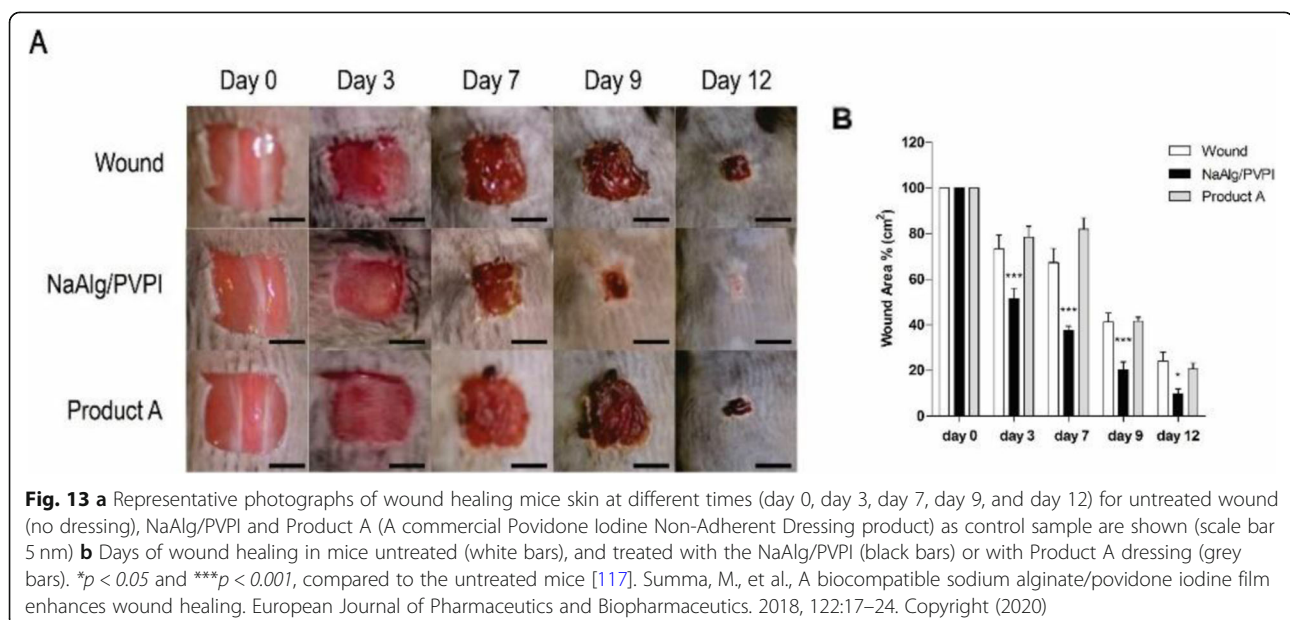 A
Day 0 Day 3 Day 7 Day 9 Day 12
Wound
NaAlg/PVPI
Product A
B
Wound
NaAlg/PVPI
Product A
Wound Area % (cm²)
120
100
80
60
40
20
0
***
***
***
*
day 0 day 3 day 7 day 9 day 12
Fig. 13 a Representative photographs of wound healing mice skin at different times (day 0, day 3, day 7, day 9, and day 12) for untreated wound
(no dressing), NaAlg/PVPI and Product A (A commercial Povidone Iodine Non-Adherent Dressing product) as control sample are shown (scale bar
5 nm) b Days of wound healing in mice untreated (white bars), and treated with the NaAlg/PVPI (black bars) or with Product A dressing (grey
bars). *p < 0.05 and ***p < 0.001, compared to the untreated mice [117]. Summa, M., et al., A biocompatible sodium alginate/povidone iodine film
enhances wound healing. European Journal of Pharmaceutics and Biopharmaceutics. 2018, 122:17–24. Copyright (2020)